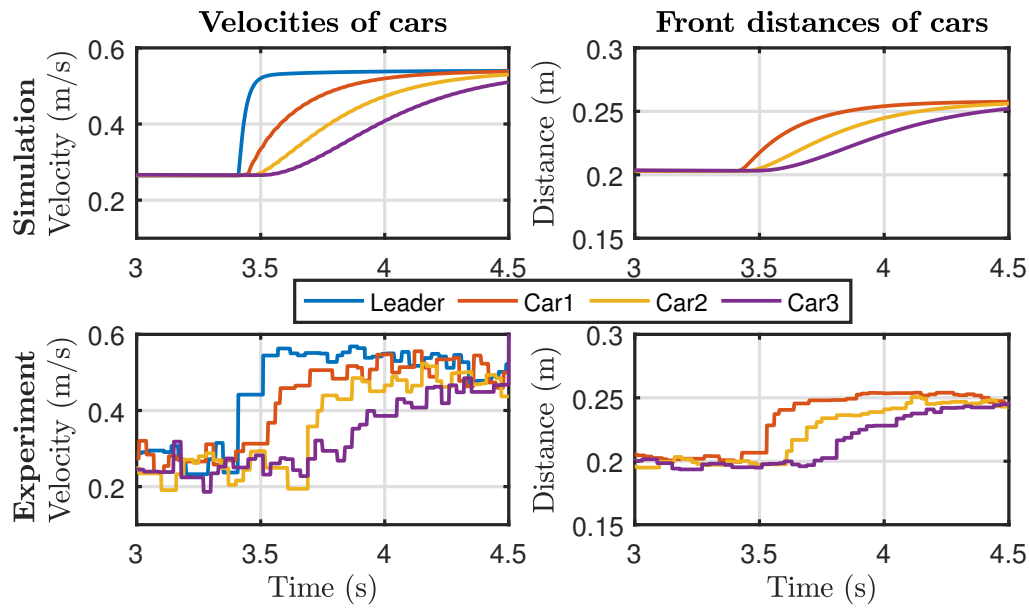 Velocities of cars
Front distances of cars
Simulation
Velocity (m/s)
0.6
0.4
0.2
3
3.5
4
4.5
Distance (m)
0.3
0.25
0.2
0.15
3
3.5
4
4.5
Leader Car1 Car2 Car3
Experiment
Velocity (m/s)
0.6
0.4
0.2
3
3.5
4
4.5
Time (s)
Distance (m)
0.3
0.25
0.2
0.15
3
3.5
4
4.5
Time (s)